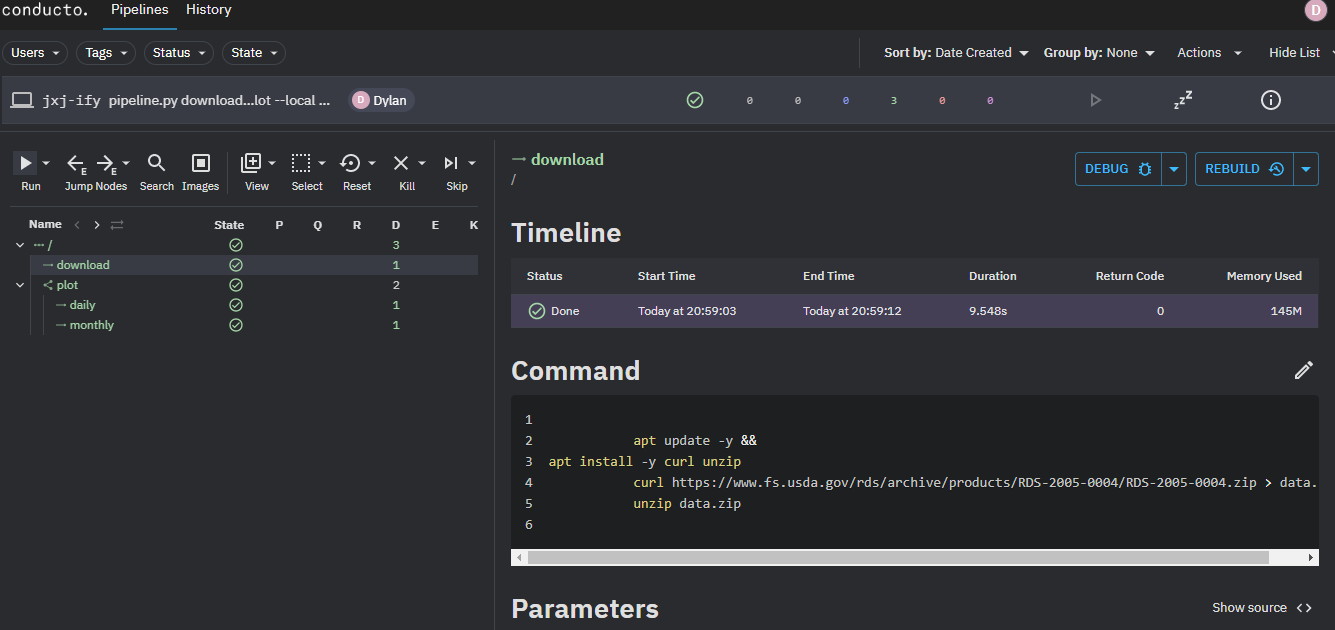 conducto. Pipelines History D
Users Tags Status State Sort by: Date Created Group by: None Actions Hide List
jxj-ify pipeline.py download...lot --local ... D Dylan 0 0 0 3 0 0 zzz
Run Jump Nodes Search Images View Select Reset Kill Skip
E E
Name State P Q R D E K
/ 3
download 1
plot 2
daily 1
monthly 1
download
/
DEBUG REBUILD
Timeline
Status Start Time End Time Duration Return Code Memory Used
Done Today at 20:59:03 Today at 20:59:12 9.548s 0 145M
Command
1
2 apt update -y &&
3 apt install -y curl unzip
4 curl https://www.fs.usda.gov/rds/archive/products/RDS-2005-0004/RDS-2005-0004.zip > data.
5 unzip data.zip
6
Parameters Show source <>